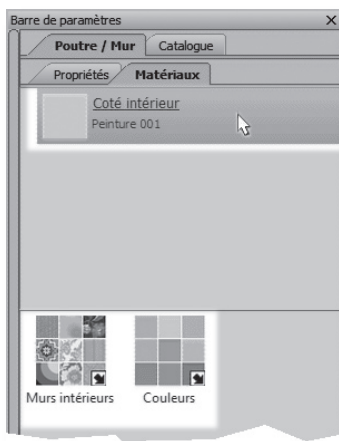 Barre de paramètres
Poutre / Mur Catalogue
Propriétés Matériaux
Coté intérieur
Peinture 001
Murs intérieurs Couleurs